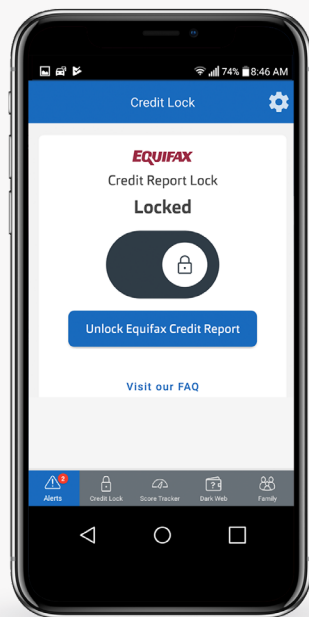 74% 8:46 AM
Credit Lock
EQUIFAX
Credit Report Lock
Locked
Unlock Equifax Credit Report
Visit our FAQ
2
?
Alerts Credit Lock Score Tracker Dark Web Family